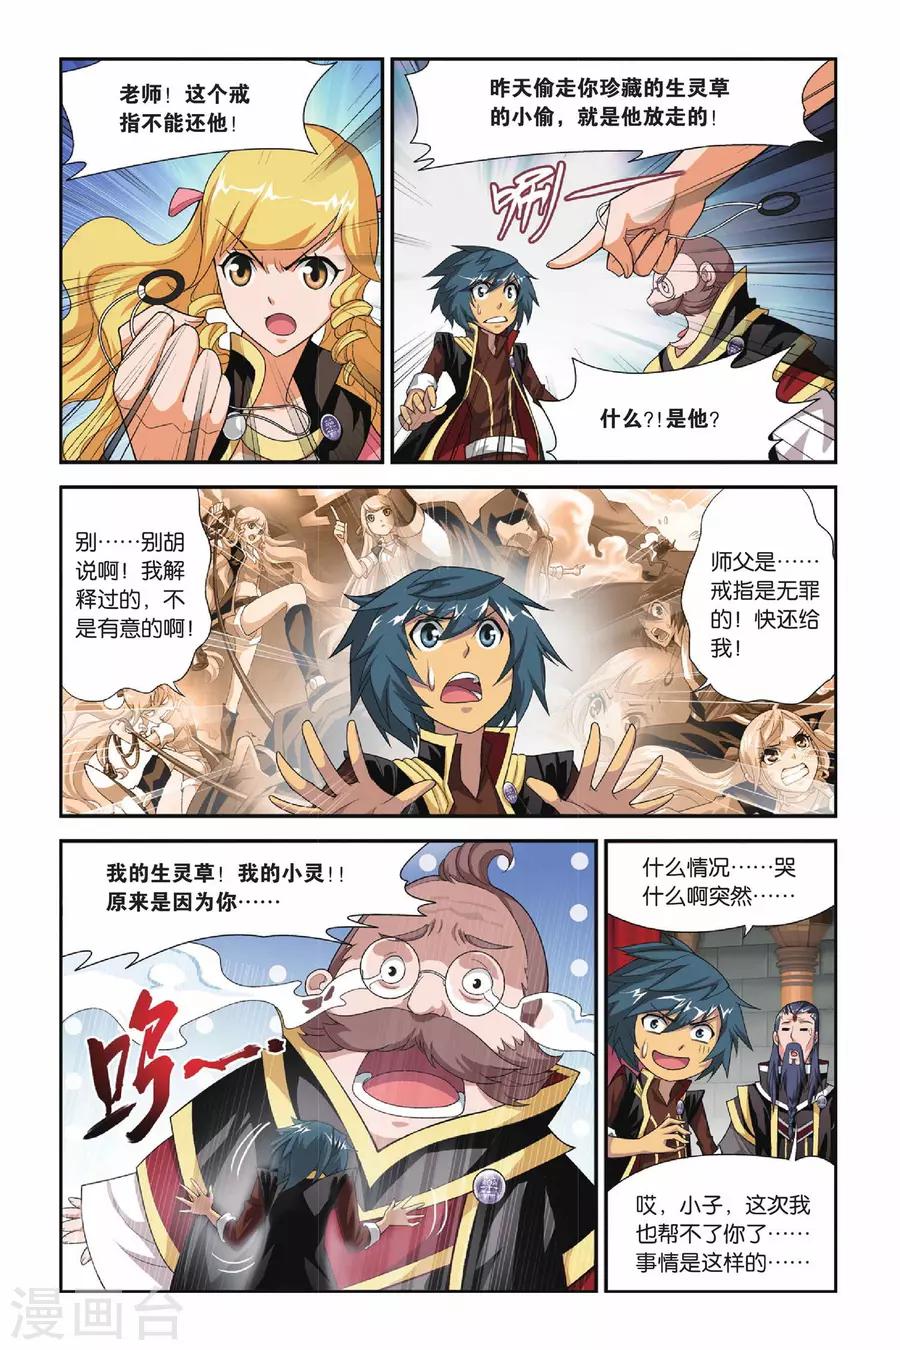 老师！这个戒
指不能还他！
昨天偷走你珍藏的生灵草
的小偷，就是他放走的！
唰
什么?!是他?
别……别胡
说啊！我解
释过的，不
是有意的啊！
师父是……
戒指是无罪
的！快还给
我！
我的生灵草！我的小灵！！
原来是因为你……
什么情况……哭
什么啊突然……
哎，小子，这次我
也帮不了你了……
事情是这样的……
漫画台